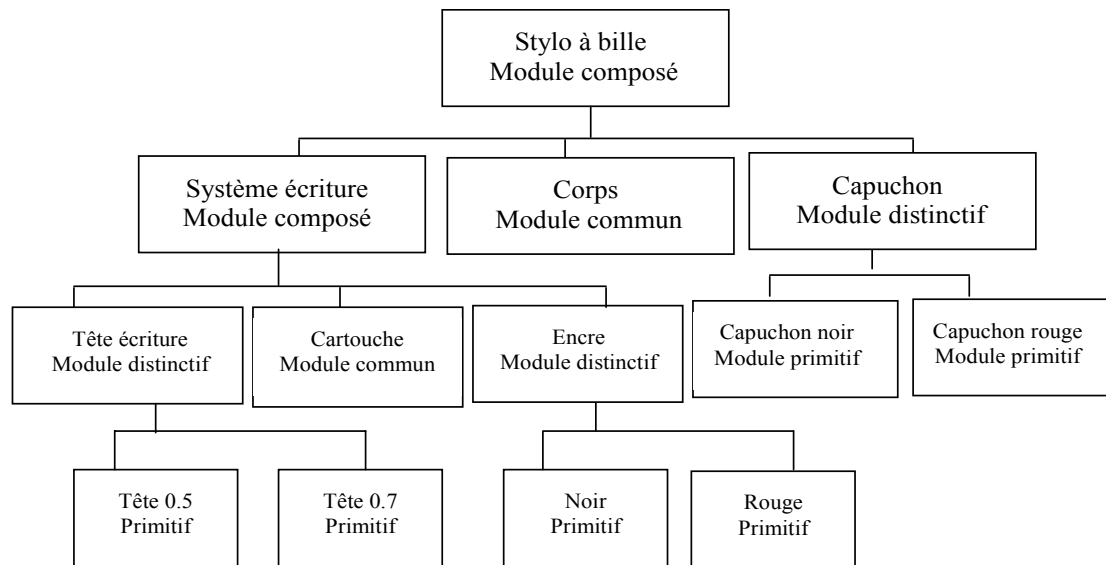 Stylo à bille
Module composé
Système écriture
Module composé
Corps
Module commun
Capuchon
Module distinctif
Tête écriture
Module distinctif
Cartouche
Module commun
Encre
Module distinctif
Capuchon noir
Module primitif
Capuchon rouge
Module primitif
Tête 0.5
Primitif
Tête 0.7
Primitif
Noir
Primitif
Rouge
Primitif